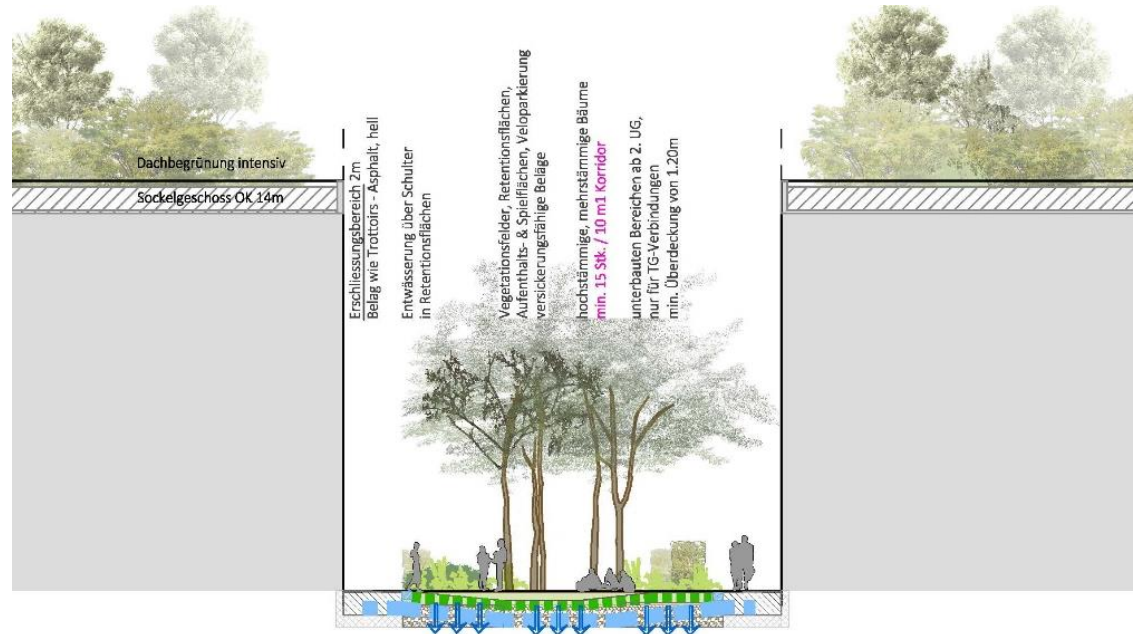 Dachbegrünung intensiv
Sockelgeschoss OK 14m
Erschliessungsbereich 2m
Belag wie Trottoirs - Asphalt, hell
Entwässerung über Schulter
in Retentionsflächen
Vegetationsfelder, Retentionsflächen,
Aufenthalts- & Spielflächen, Veloparkierung
versickerungsfähige Beläge
hochstämmige, mehrstämmige Bäume
min. 15 Stk. / 10 m1 Korridor
unterbauten Bereichen ab 2. UG,
nur für TG-Verbindungen
min. Überdeckung von 1.20m